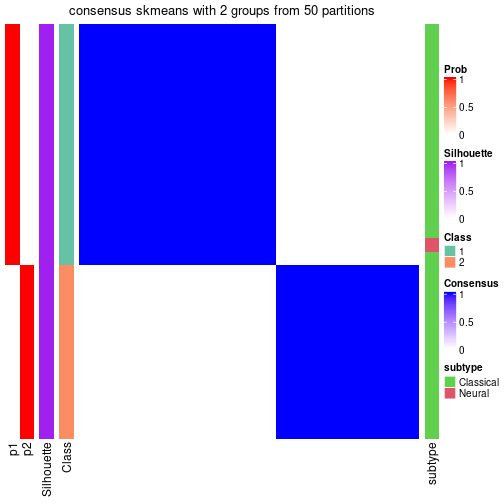 consensus skmeans with 2 groups from 50 partitions
p1
p2
Silhouette
Class
subtype
Prob
1
0.5
0
Silhouette
1
0.5
0
Class
1
2
Consensus
1
0.5
0
subtype
Classical
Neural